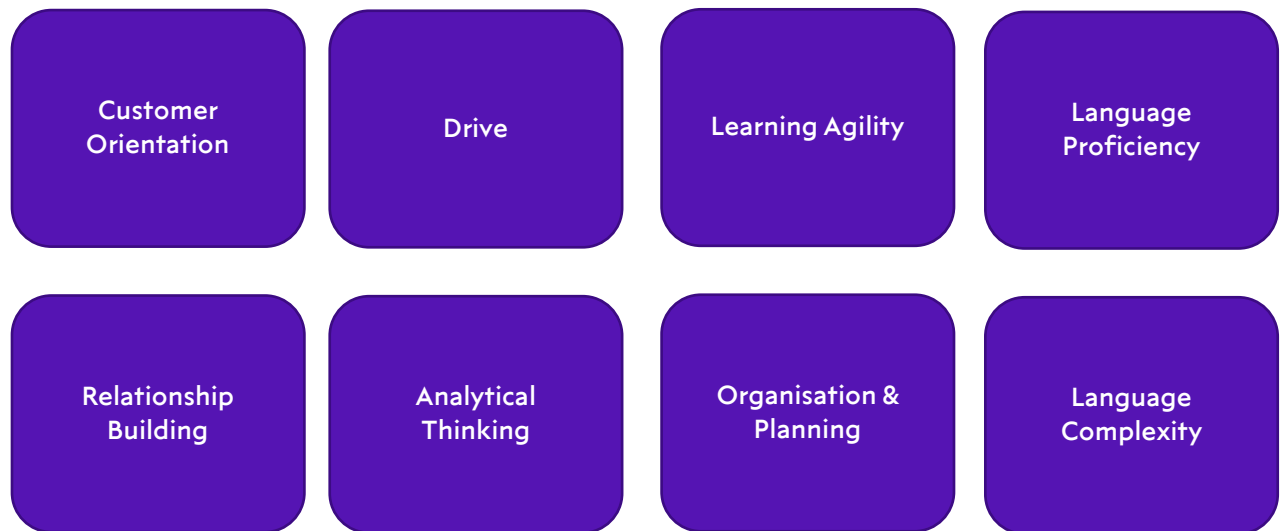 Customer
Orientation
Drive
Learning Agility
Language
Proficiency
Relationship
Building
Analytical
Thinking
Organisation &
Planning
Language
Complexity